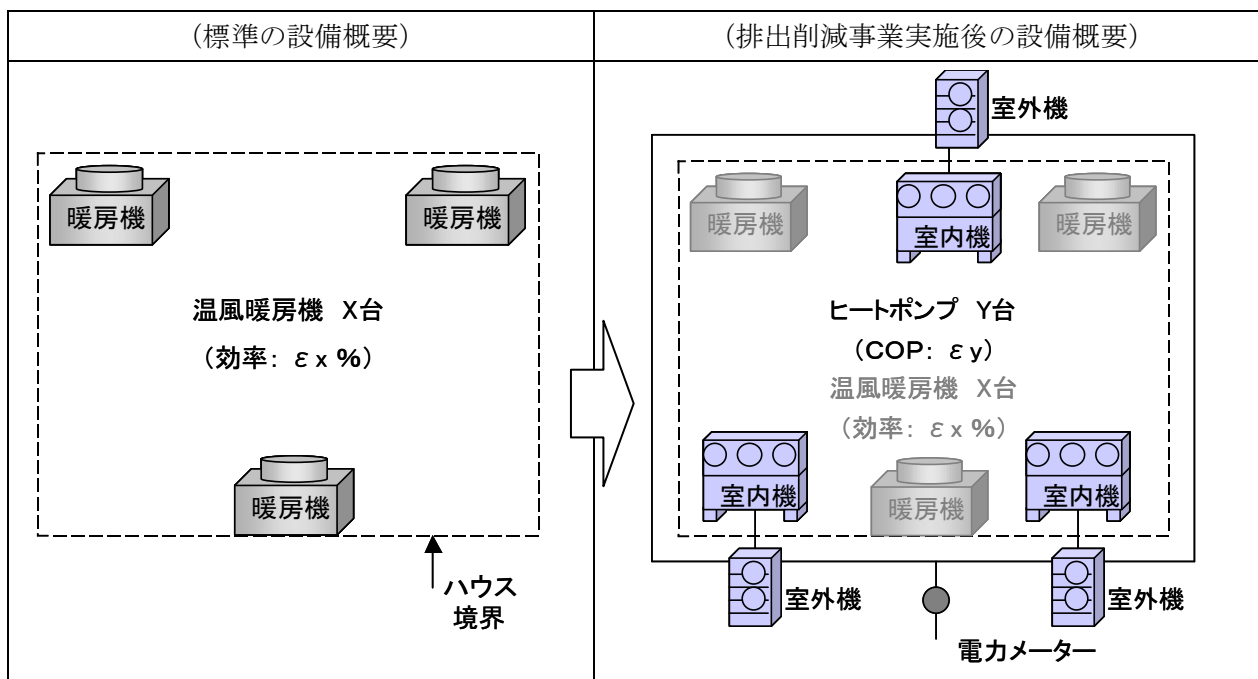 (標準の設備概要)
暖房機
暖房機
温風暖房機 X台
(効率: εx %)
暖房機
ハウス
境界
(排出削減事業実施後の設備概要)
室外機
暖房機
暖房機
室内機
ヒートポンプ Y台
(COP: εy)
温風暖房機 X台
(効率: εx %)
室内機
暖房機
室内機
室外機
室外機
電力メーター